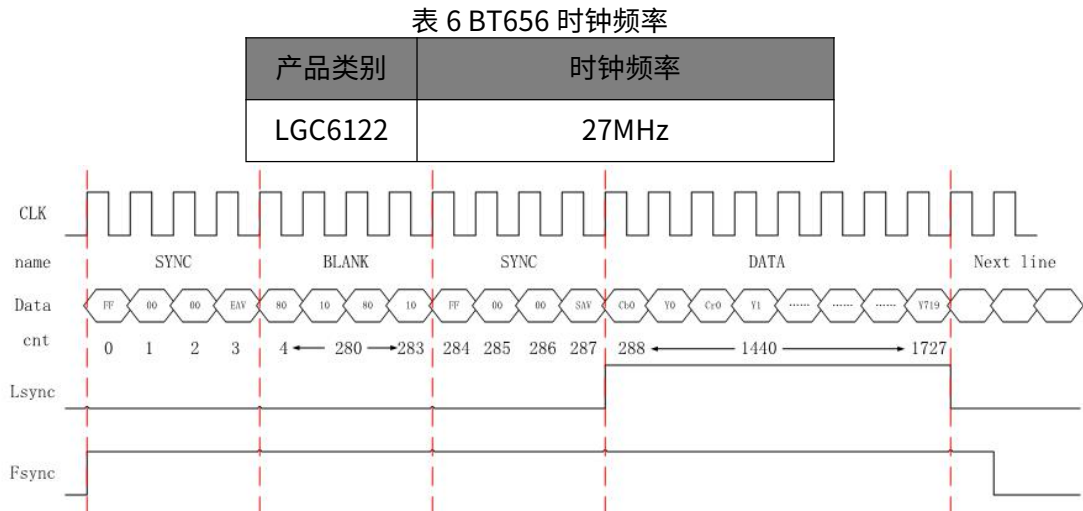 表 6 BT656 时钟频率
产品类别 时钟频率
LGC6122 27MHz
CLK
name SYNC BLANK SYNC DATA Next line
Data FF 00 00 EAV 80 10 80 10 FF 00 00 SAV Cb0 Y0 Cr0 Y1 ...... ...... ...... Y719
cnt 0 1 2 3 4 280 283 284 285 286 287 288 1440 1727
Lsync
Fsync